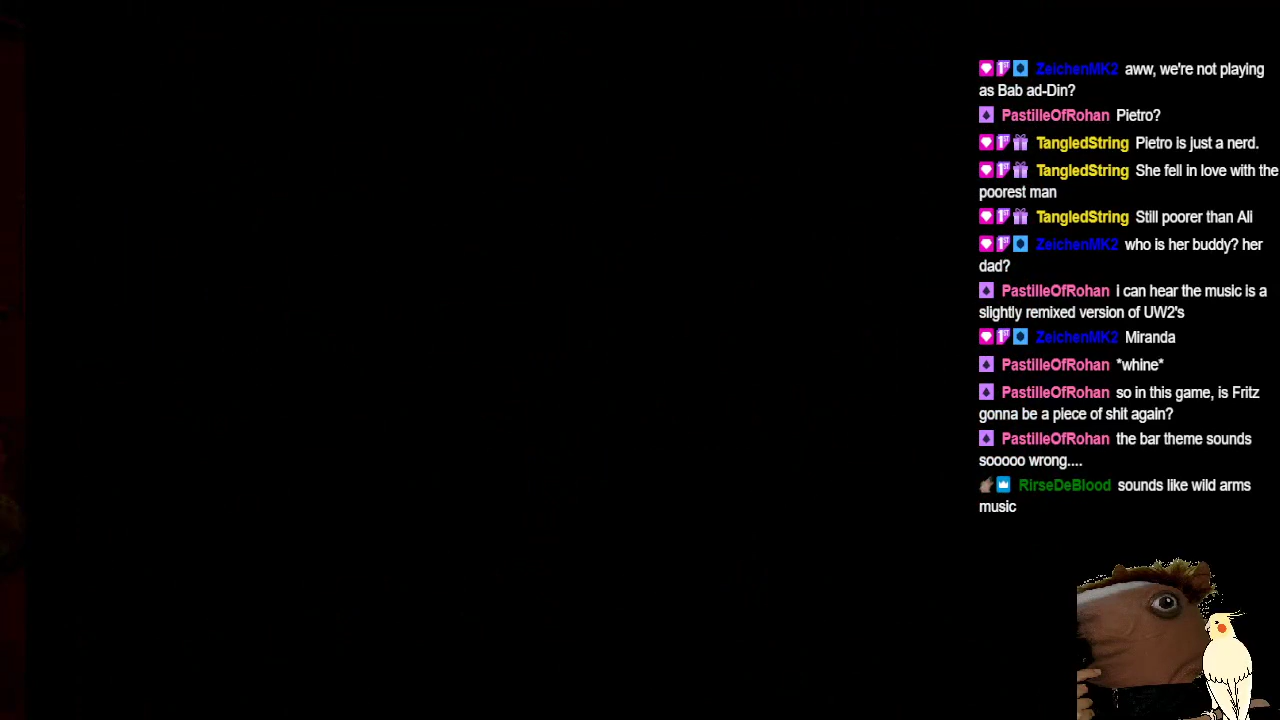 ZeichenMK2 aww, we're not playing
as Bab ad-Din?
PastilleOfRohan Pietro?
TangledString Pietro is just a nerd.
TangledString She fell in love with the
poorest man
TangledString Still poorer than Ali
ZeichenMK2 who is her buddy? her
dad?
PastilleOfRohan i can hear the music is a
slightly remixed version of UW2's
ZeichenMK2 Miranda
PastilleOfRohan *whine*
PastilleOfRohan so in this game, is Fritz
gonna be a piece of shit again?
PastilleOfRohan the bar theme sounds
sooooo wrong....
RirseDeBlood sounds like wild arms
music